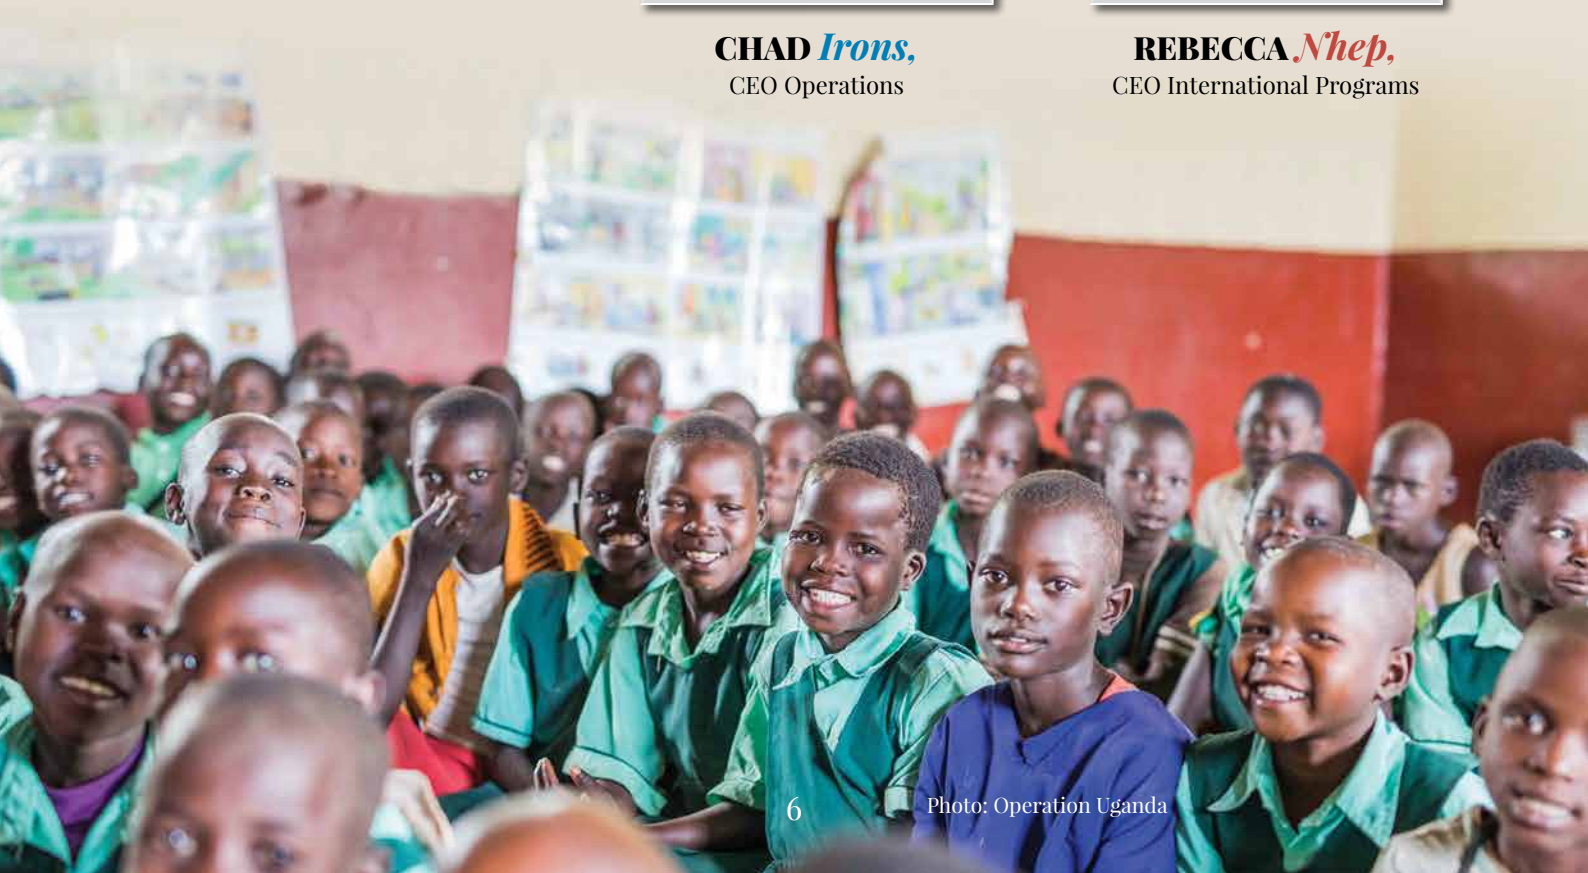 CHAD Irons,
CEO Operations
REBECCA Nhep,
CEO International Programs
6
Photo: Operation Uganda